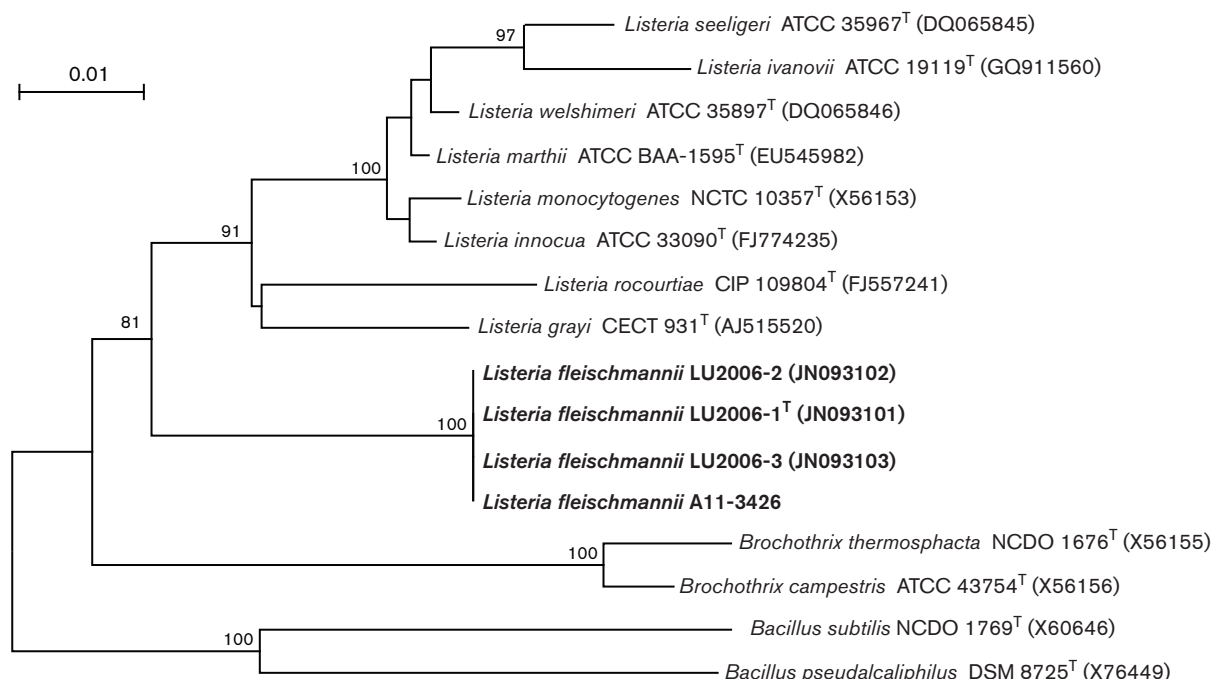 97
Listeria seeligeri ATCC 35967T (DQ065845)
0.01
Listeria ivanovii ATCC 19119T (GQ911560)
Listeria welshimeri ATCC 35897T (DQ065846)
Listeria marthii ATCC BAA-1595T (EU545982)
100
Listeria monocytogenes NCTC 10357T (X56153)
91
Listeria innocua ATCC 33090T (FJ774235)
Listeria rocourtiae CIP 109804T (FJ557241)
81
Listeria grayi CECT 931T (AJ515520)
Listeria fleischmannii LU2006-2 (JN093102)
100
Listeria fleischmannii LU2006-1T (JN093101)
Listeria fleischmannii LU2006-3 (JN093103)
Listeria fleischmannii A11-3426
100
Brochothrix thermosphacta NCDO 1676T (X56155)
Brochothrix campestris ATCC 43754T (X56156)
100
Bacillus subtilis NCDO 1769T (X60646)
Bacillus pseudalcaliphilus DSM 8725T (X76449)